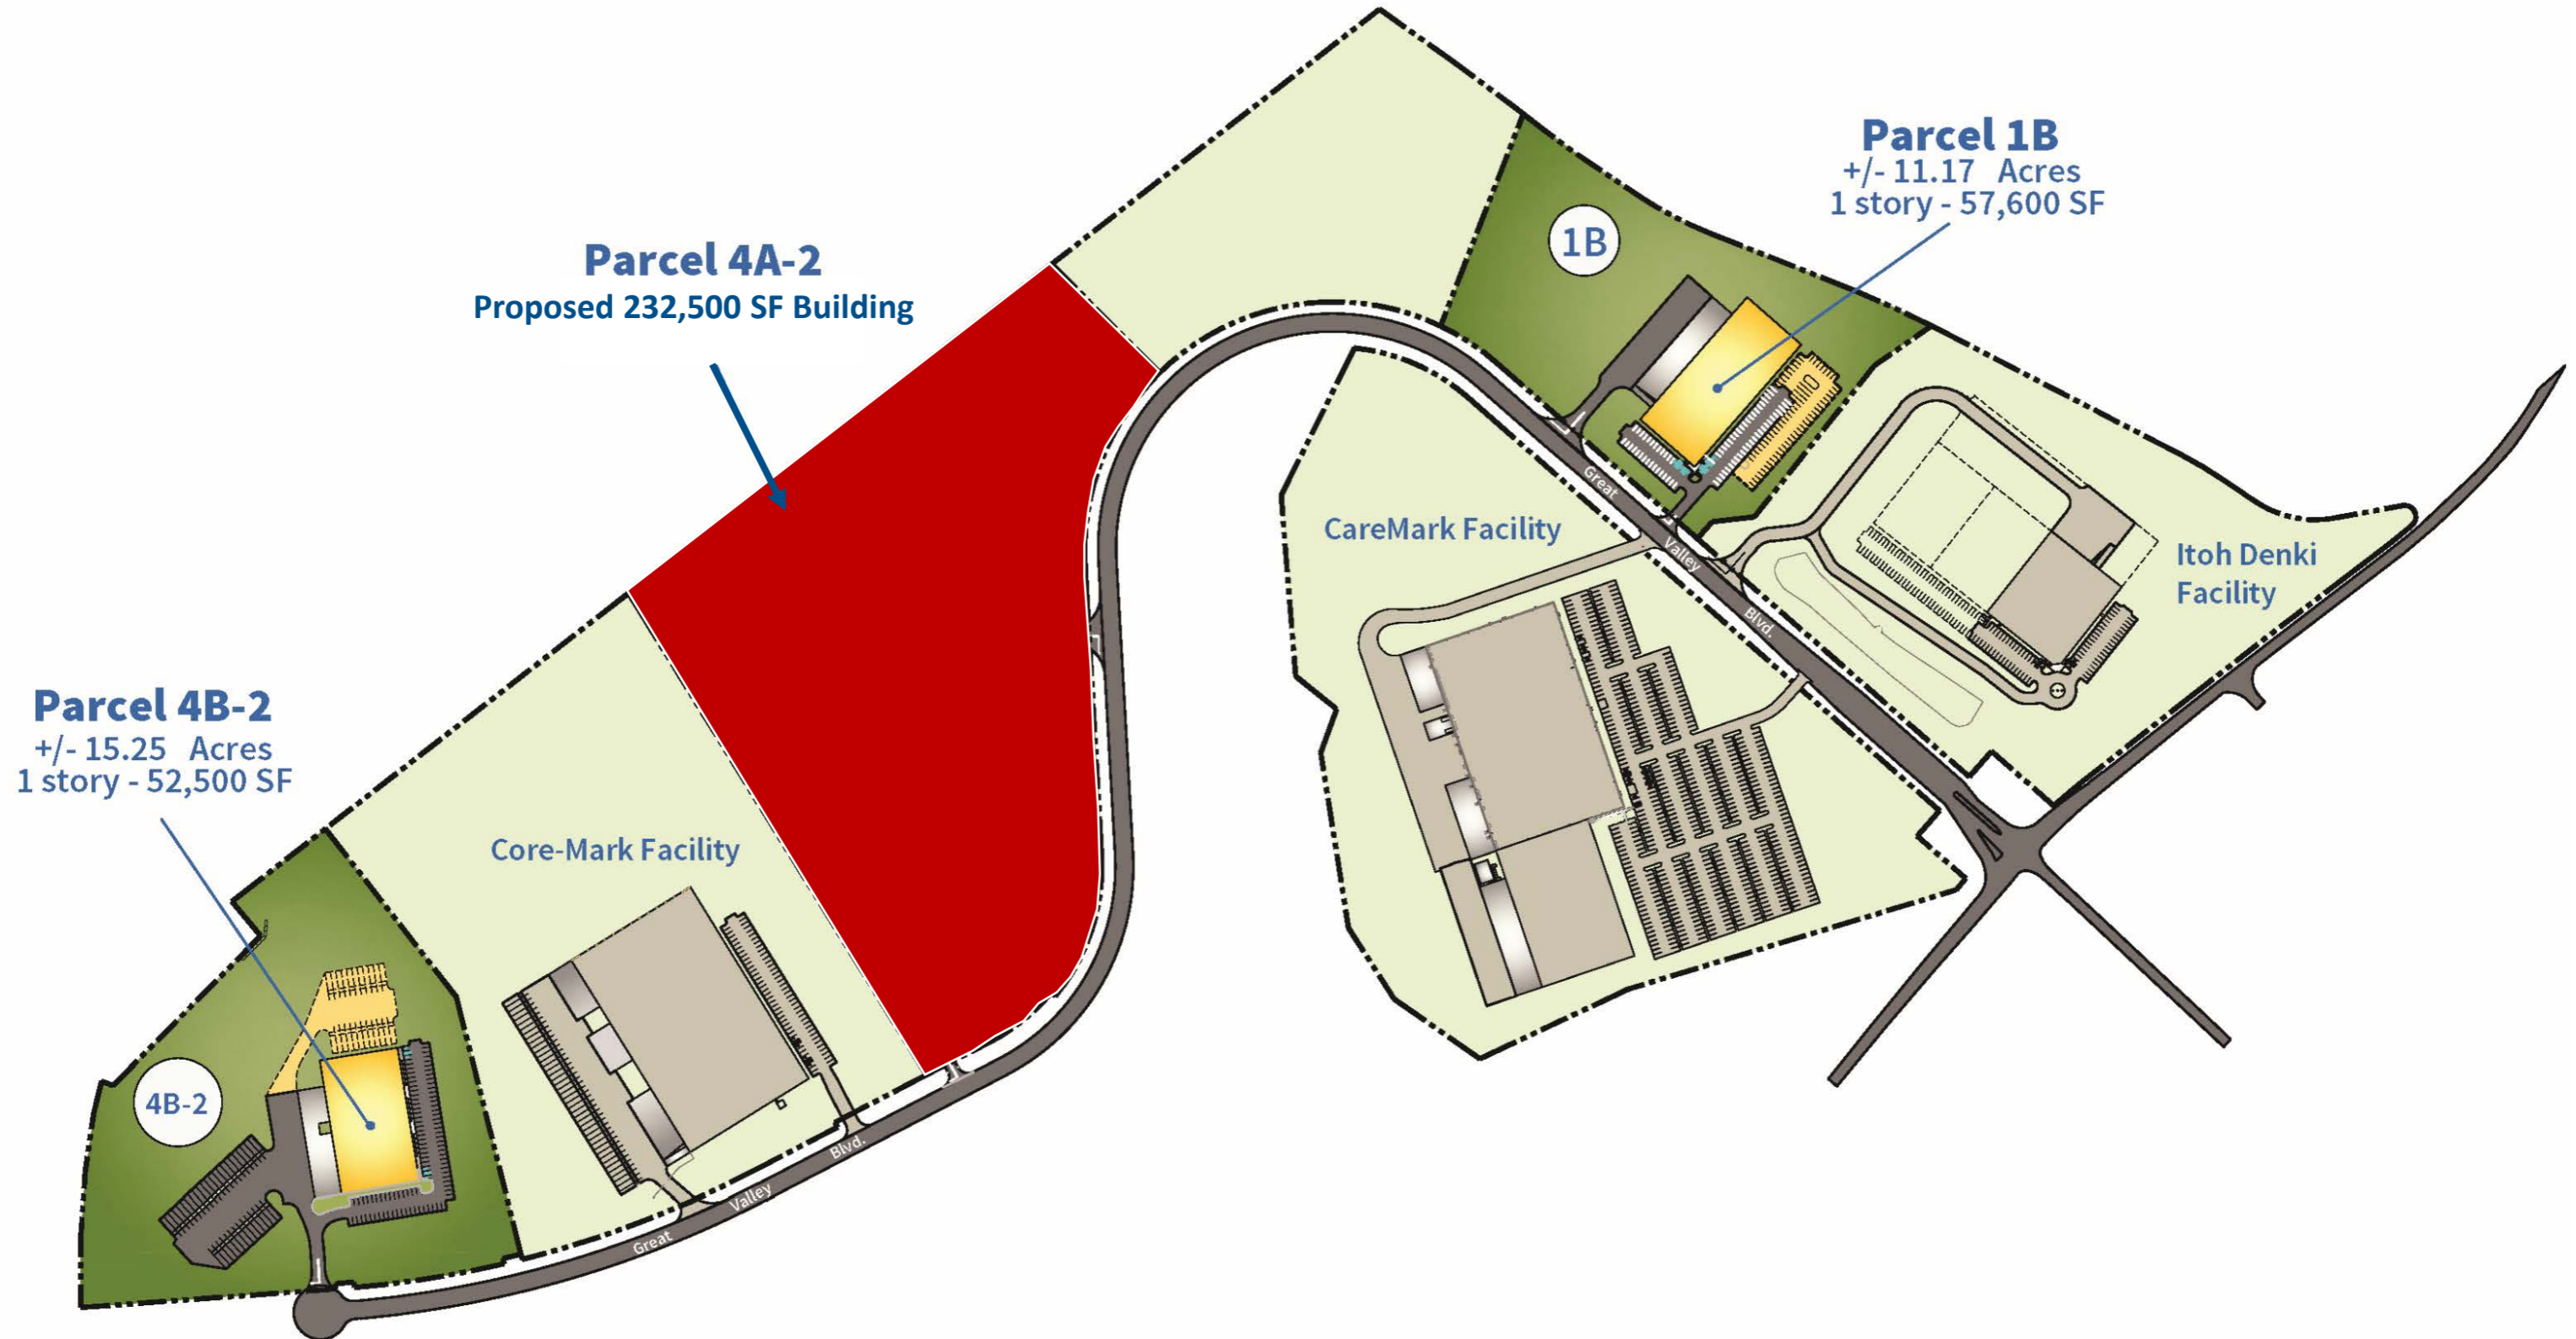 Parcel 1B
+/- 11.17 Acres
1 story - 57,600 SF
1B
Parcel 4A-2
Proposed 232,500 SF Building
Great
Valley
Blvd.
CareMark Facility
Itoh Denki
Facility
Parcel 4B-2
+/- 15.25 Acres
1 story - 52,500 SF
Core-Mark Facility
4B-2
Great
Valley
Blvd.